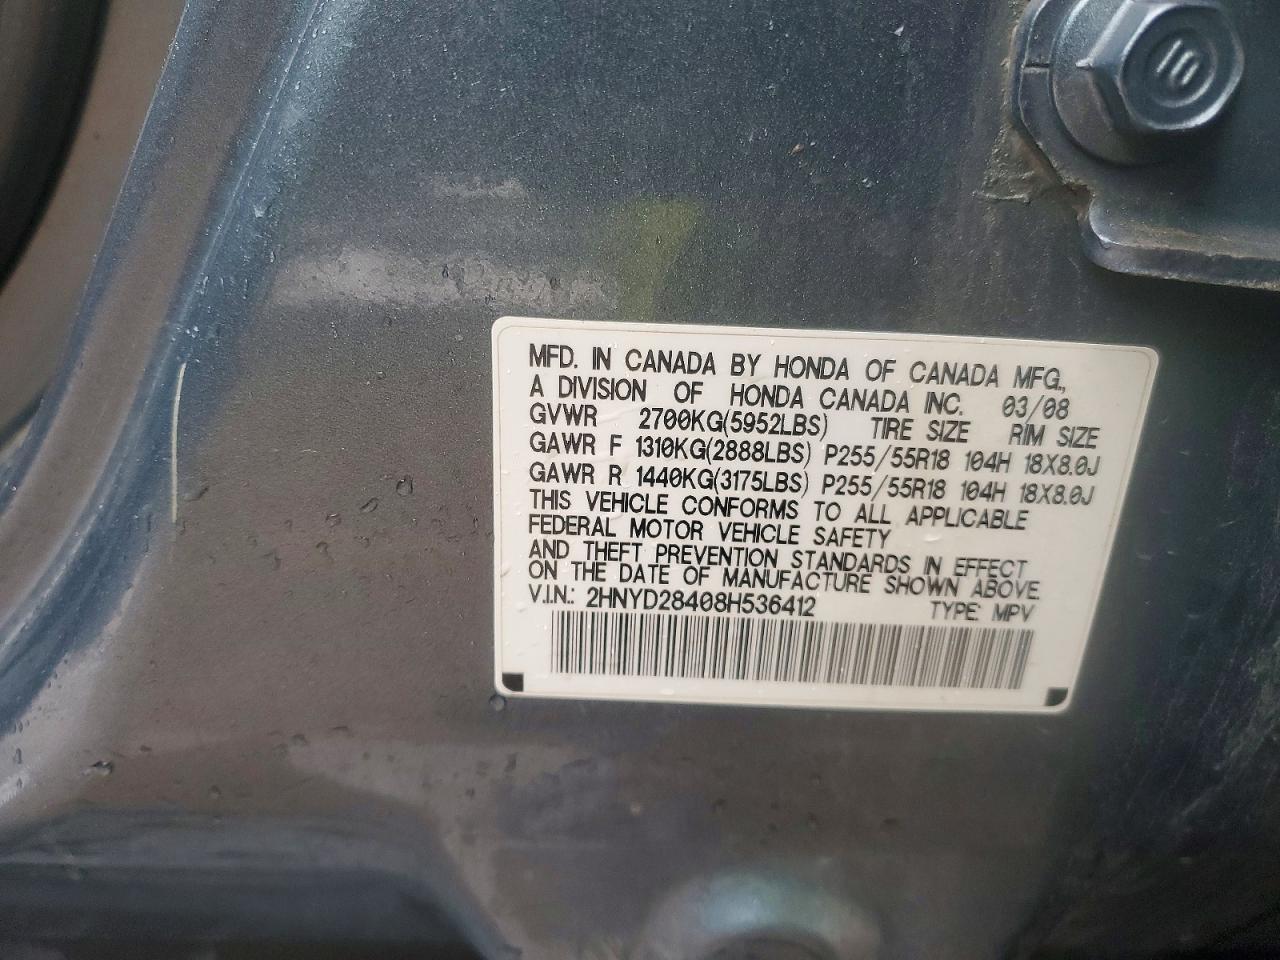 MFD. IN CANADA BY HONDA OF CANADA MFG.,
A DIVISION OF HONDA CANADA INC. 03/08
GVWR 2700KG(5952LBS) TIRE SIZE RIM SIZE
GAWR F 1310KG(2888LBS) P255/55R18 104H 18X8.0J
GAWR R 1440KG(3175LBS) P255/55R18 104H 18X8.0J
THIS VEHICLE CONFORMS TO ALL APPLICABLE
FEDERAL MOTOR VEHICLE SAFETY
AND THEFT PREVENTION STANDARDS IN EFFECT
ON THE DATE OF MANUFACTURE SHOWN ABOVE.
V.I.N.: 2HNYD28408H536412 TYPE: MPV